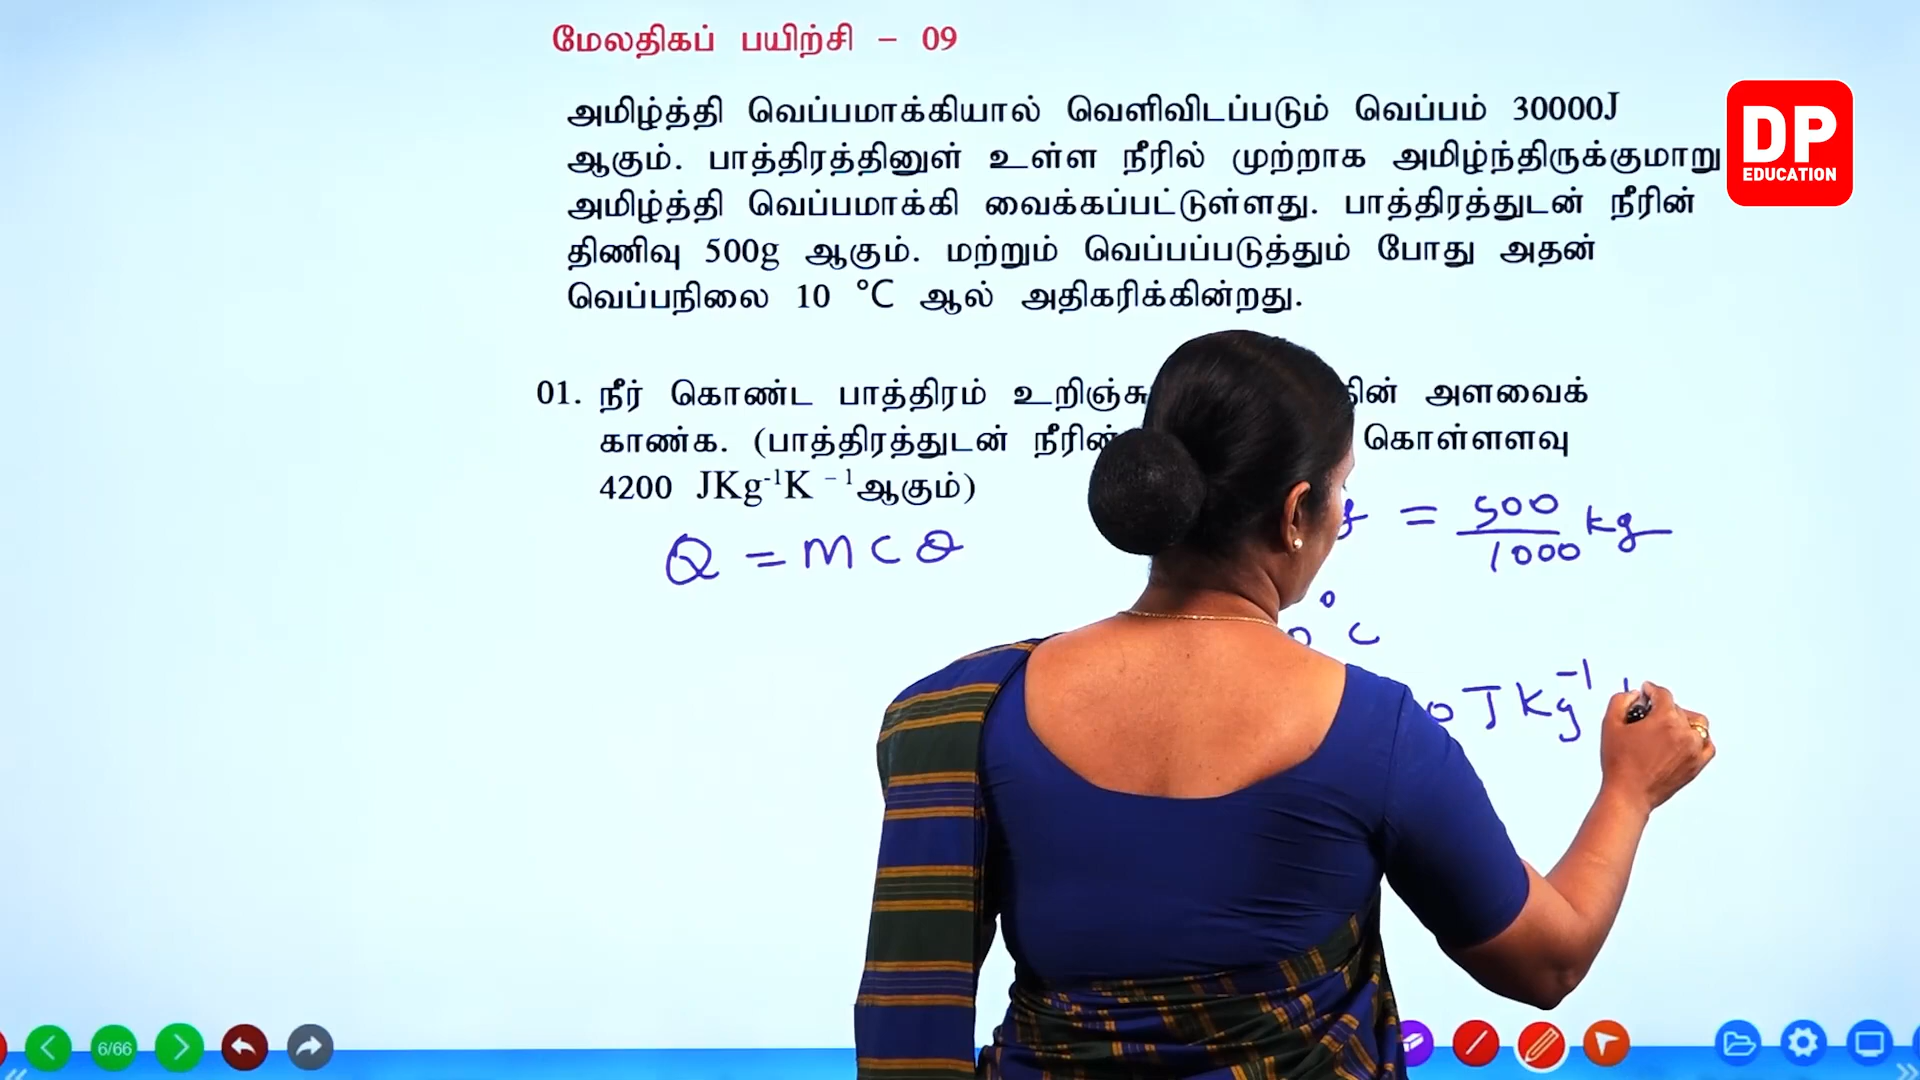 மேலதிகப் பயிற்சி – 09
அமிழ்த்தி வெப்பமாக்கியால் வெளிவிடப்படும் வெப்பம் 30000J
ஆகும். பாத்திரத்தினுள் உள்ள நீரில் முற்றாக அமிழ்ந்திருக்குமாறு
அமிழ்த்தி வெப்பமாக்கி வைக்கப்பட்டுள்ளது. பாத்திரத்துடன் நீரின்
திணிவு 500g ஆகும். மற்றும் வெப்பப்படுத்தும் போது அதன்
வெப்பநிலை 10 °C ஆல் அதிகரிக்கின்றது.
DP
EDUCATION
01. நீர் கொண்ட பாத்திரம் அளவைக்
காண்க. (பாத்திரத்துடன் நீரின் கொள்ளளவு
4200 JKg⁻¹K ⁻¹ஆகும்)
Q = mcθ
= 500/1000 kg
°C
J Kg⁻¹
6/66